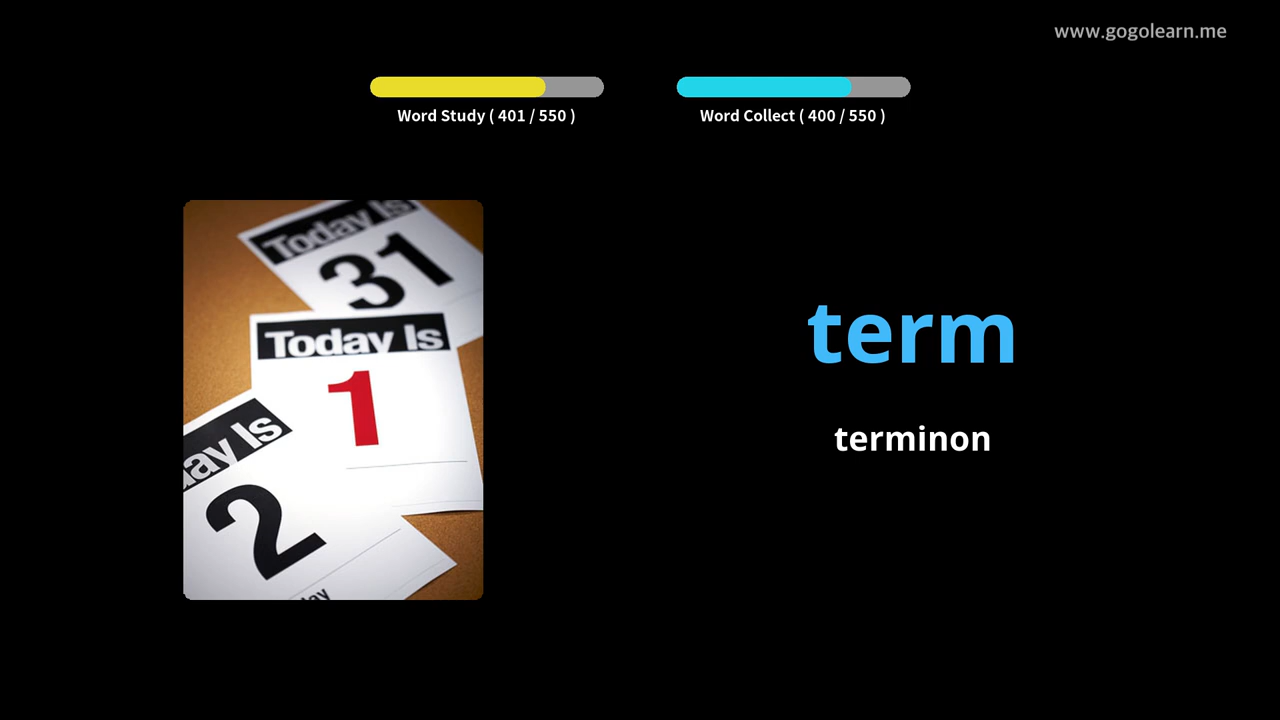 www.gogolearn.me
Word Study ( 401 / 550 )
Word Collect ( 400 / 550 )
Today Is
31
Today Is
1
day Is
2
term
terminon